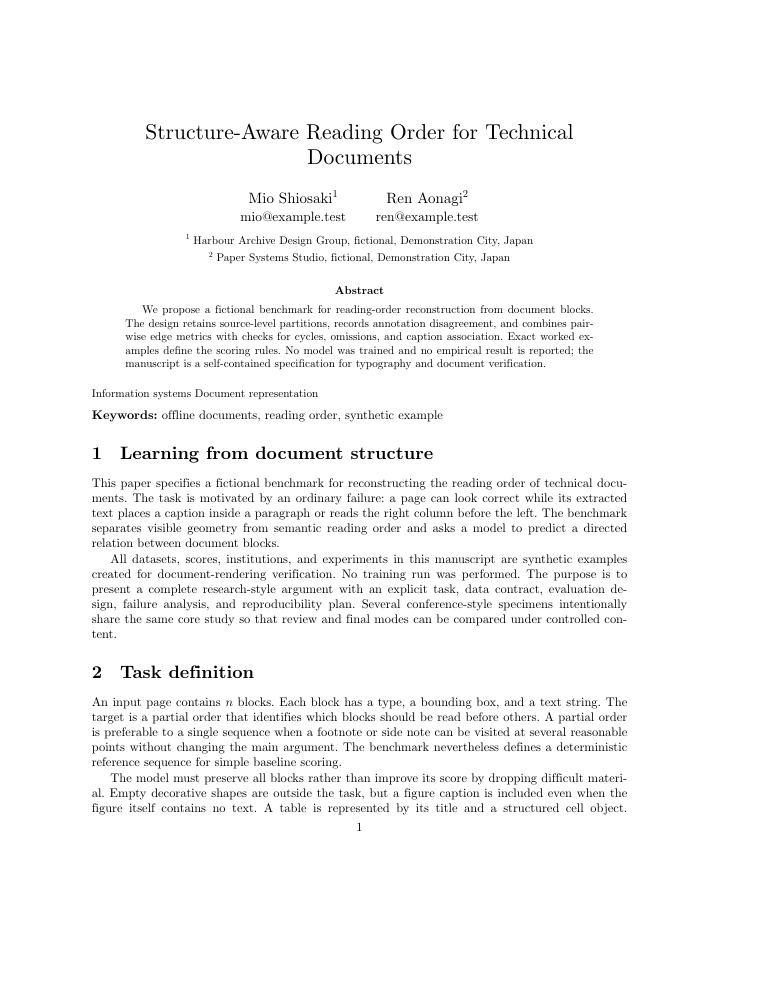 Structure-Aware Reading Order for Technical
Documents
Mio Shiosaki1 Ren Aonagi2
mio@example.test ren@example.test
1 Harbour Archive Design Group, fictional, Demonstration City, Japan
2 Paper Systems Studio, fictional, Demonstration City, Japan
Abstract
We propose a fictional benchmark for reading-order reconstruction from document blocks.
The design retains source-level partitions, records annotation disagreement, and combines pair-
wise edge metrics with checks for cycles, omissions, and caption association. Exact worked ex-
amples define the scoring rules. No model was trained and no empirical result is reported; the
manuscript is a self-contained specification for typography and document verification.
Information systems Document representation
Keywords: offline documents, reading order, synthetic example
1 Learning from document structure
This paper specifies a fictional benchmark for reconstructing the reading order of technical docu-
ments. The task is motivated by an ordinary failure: a page can look correct while its extracted
text places a caption inside a paragraph or reads the right column before the left. The benchmark
separates visible geometry from semantic reading order and asks a model to predict a directed
relation between document blocks.
All datasets, scores, institutions, and experiments in this manuscript are synthetic examples
created for document-rendering verification. No training run was performed. The purpose is to
present a complete research-style argument with an explicit task, data contract, evaluation de-
sign, failure analysis, and reproducibility plan. Several conference-style specimens intentionally
share the same core study so that review and final modes can be compared under controlled con-
tent.
2 Task definition
An input page contains n blocks. Each block has a type, a bounding box, and a text string. The
target is a partial order that identifies which blocks should be read before others. A partial order
is preferable to a single sequence when a footnote or side note can be visited at several reasonable
points without changing the main argument. The benchmark nevertheless defines a deterministic
reference sequence for simple baseline scoring.
The model must preserve all blocks rather than improve its score by dropping difficult materi-
al. Empty decorative shapes are outside the task, but a figure caption is included even when the
figure itself contains no text. A table is represented by its title and a structured cell object.
1